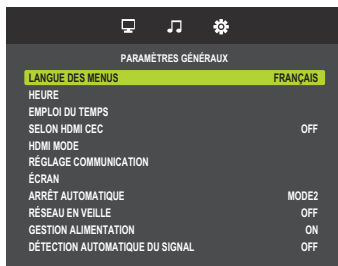 PARAMÈTRES GÉNÉRAUX
LANGUE DES MENUS FRANÇAIS
HEURE
EMPLOI DU TEMPS
SELON HDMI CEC OFF
HDMI MODE
RÉGLAGE COMMUNICATION
ÉCRAN
ARRÊT AUTOMATIQUE MODE2
RÉSEAU EN VEILLE OFF
GESTION ALIMENTATION ON
DÉTECTION AUTOMATIQUE DU SIGNAL OFF